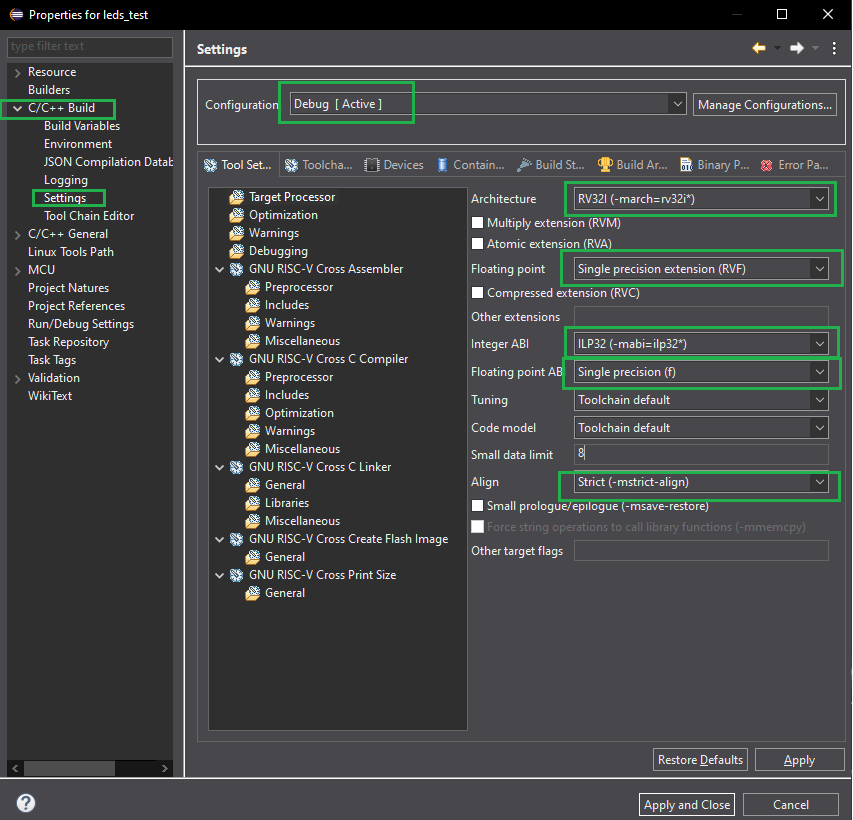 Properties for leds_test
type filter text
Resource
Builders
C/C++ Build
Build Variables
Environment
JSON Compilation Datab
Logging
Settings
Tool Chain Editor
C/C++ General
Linux Tools Path
MCU
Project Natures
Project References
Run/Debug Settings
Task Repository
Task Tags
Validation
WikiText
Settings
Configuration
Debug [ Active ]
Manage Configurations...
Tool Set... Toolcha... Devices Contain... Build St... Build Ar... Binary P... Error Pa...
Target Processor
Optimization
Warnings
Debugging
GNU RISC-V Cross Assembler
Preprocessor
Includes
Warnings
Miscellaneous
GNU RISC-V Cross C Compiler
Preprocessor
Includes
Optimization
Warnings
Miscellaneous
GNU RISC-V Cross C Linker
General
Libraries
Miscellaneous
GNU RISC-V Cross Create Flash Image
General
GNU RISC-V Cross Print Size
General
Architecture RV32I (-march=rv32i*)
Multiply extension (RVM)
Atomic extension (RVA)
Floating point Single precision extension (RVF)
Compressed extension (RVC)
Other extensions
Integer ABI ILP32 (-mabi=ilp32*)
Floating point AB Single precision (f)
Tuning Toolchain default
Code model Toolchain default
Small data limit 8
Align Strict (-mstrict-align)
Small prologue/epilogue (-msave-restore)
Force string operations to call library functions (-mmemcpy)
Other target flags
Restore Defaults Apply
? Apply and Close Cancel